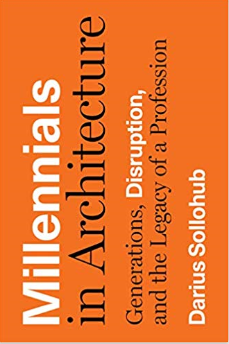 Millennials
in Architecture
Generations, Disruption,
and the Legacy of a Profession
Darius Sollohub